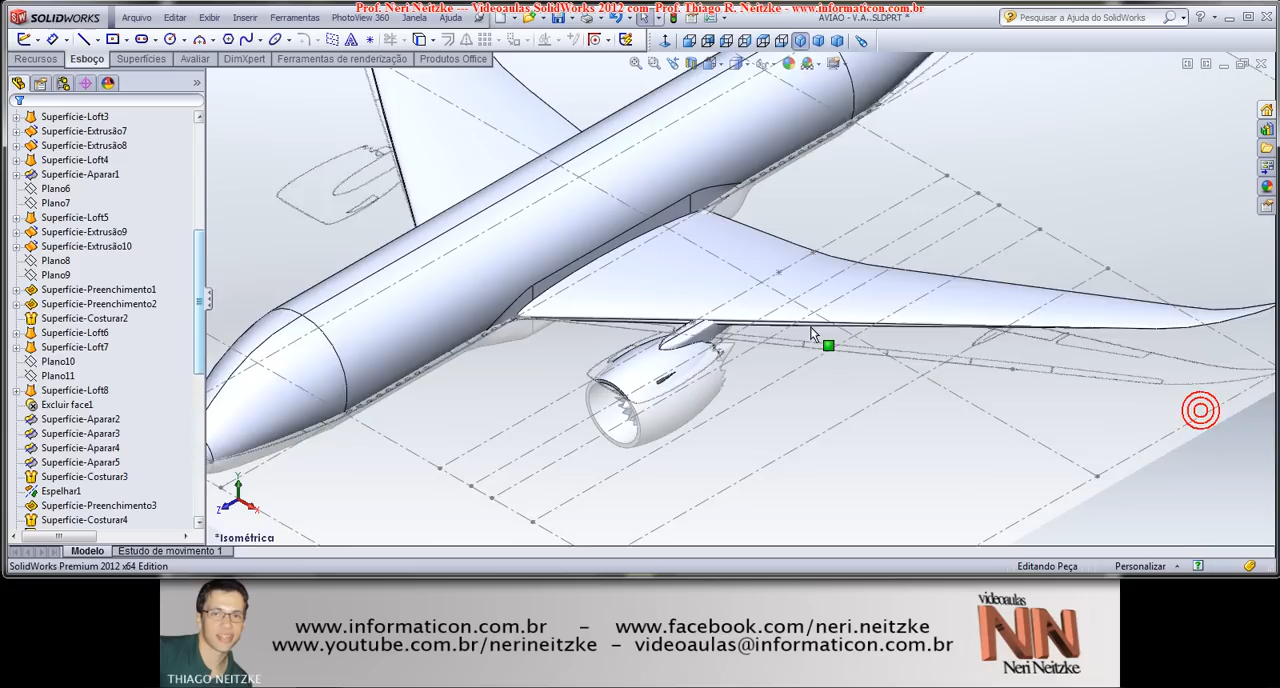 Prof. Neri Neitzke --- Videoaulas SolidWorks 2012 com Prof. Thiago R. Neitzke - www.informaticon.com.br
SOLIDWORKS Arquivo Editar Exibir Inserir Ferramentas PhotoView 360 Janela Ajuda AVIAO - V.A..SLDPRT * Pesquisar a Ajuda do SolidWorks
Recursos Esboço Superfícies Avaliar DimXpert Ferramentas de renderização Produtos Office
Superfície-Loft3
Superfície-Extrusão7
Superfície-Extrusão8
Superfície-Loft4
Superfície-Aparar1
Plano6
Plano7
Superfície-Loft5
Superfície-Extrusão9
Superfície-Extrusão10
Plano8
Plano9
Superfície-Preenchimento1
Superfície-Preenchimento2
Superfície-Costurar2
Superfície-Loft6
Superfície-Loft7
Plano10
Plano11
Superfície-Loft8
Excluir face1
Superfície-Aparar2
Superfície-Aparar3
Superfície-Aparar4
Superfície-Aparar5
Superfície-Costurar3
Espelhar1
Superfície-Preenchimento3
Superfície-Costurar4
Y
Z
X
*Isométrica
Modelo Estudo de movimento 1
SolidWorks Premium 2012 x64 Edition Editando Peça Personalizar
www.informaticon.com.br - www.facebook.com/neri.neitzke
www.youtube.com.br/nerineitzke - videoaulas@informaticon.com.br
THIAGO NEITZKE
videoaulas
NN
Neri Neitzke